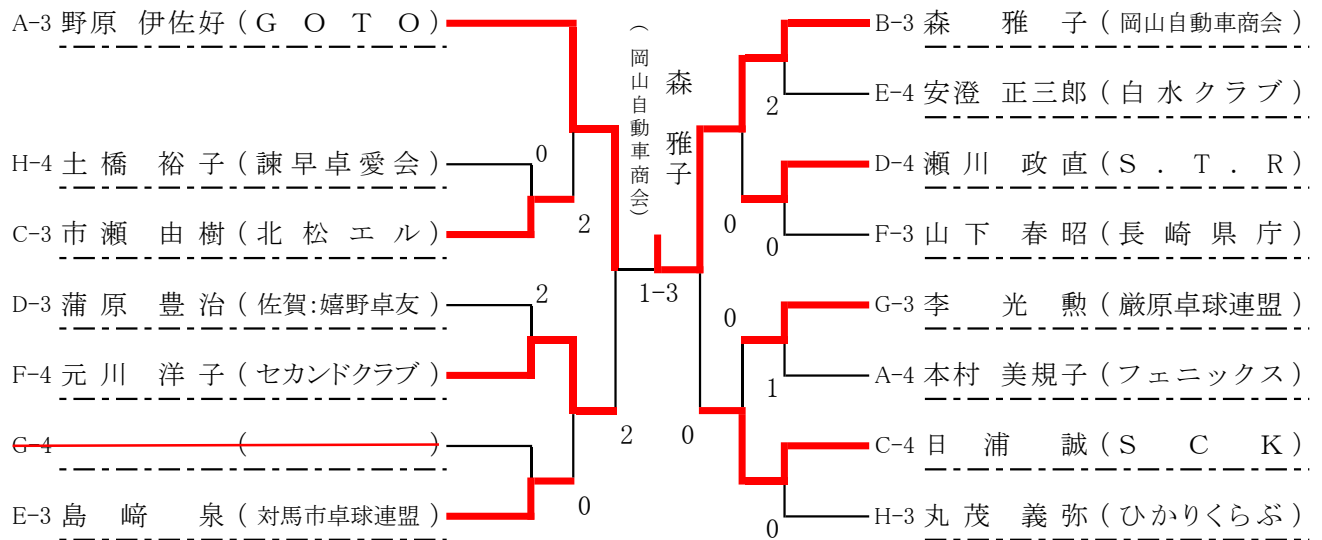 A-3 野原 伊佐好 ( G O T O )
H-4 土橋 裕子 ( 諫早卓愛会 )
C-3 市瀬 由樹 ( 北松エル )
D-3 蒲原 豊治 ( 佐賀:嬉野卓友 )
F-4 元川 洋子 ( セカンドクラブ )
G-4 ( )
E-3 島﨑 泉 ( 対馬市卓球連盟 )
0
2
2
0
2
1-3
森 雅子
( 岡山自動車商会 )
B-3 森 雅子 ( 岡山自動車商会 )
E-4 安澄 正三郎 ( 白水クラブ )
D-4 瀬川 政直 ( S . T . R )
F-3 山下 春昭 ( 長崎県庁 )
G-3 李 光勲 ( 厳原卓球連盟 )
A-4 本村 美規子 ( フェニックス )
C-4 日浦 誠 ( S C K )
H-3 丸茂 義弥 ( ひかりくらぶ )
2
0
0
0
1
0
0